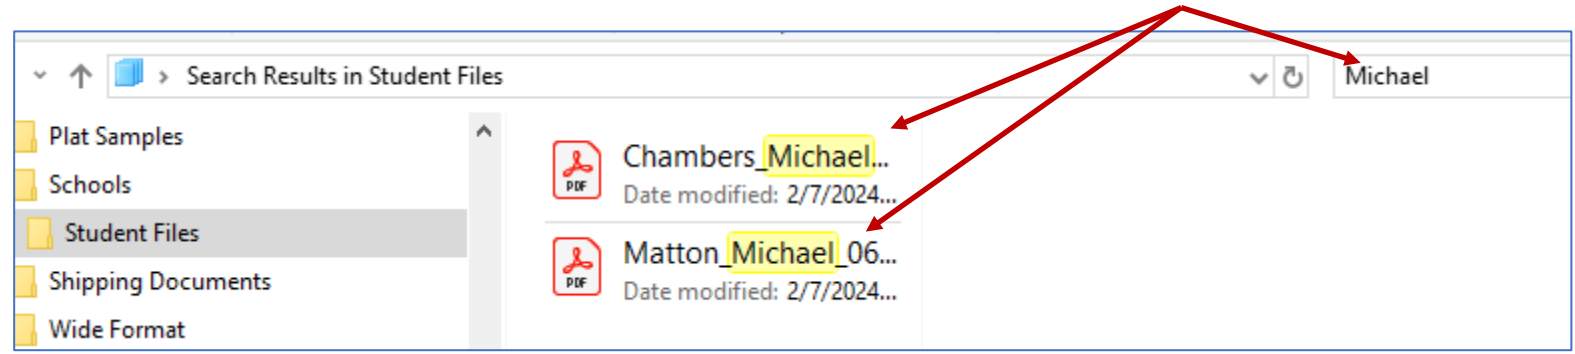 Search Results in Student Files
Michael
Plat Samples
Schools
Student Files
Shipping Documents
Wide Format
PDF
Chambers_Michael...
Date modified: 2/7/2024...
PDF
Matton_Michael_06...
Date modified: 2/7/2024...